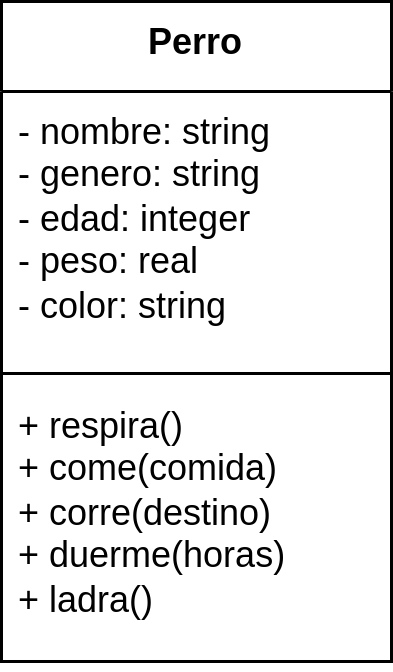 Perro
- nombre: string
- genero: string
- edad: integer
- peso: real
- color: string
+ respira()
+ come(comida)
+ corre(destino)
+ duerme(horas)
+ ladra()